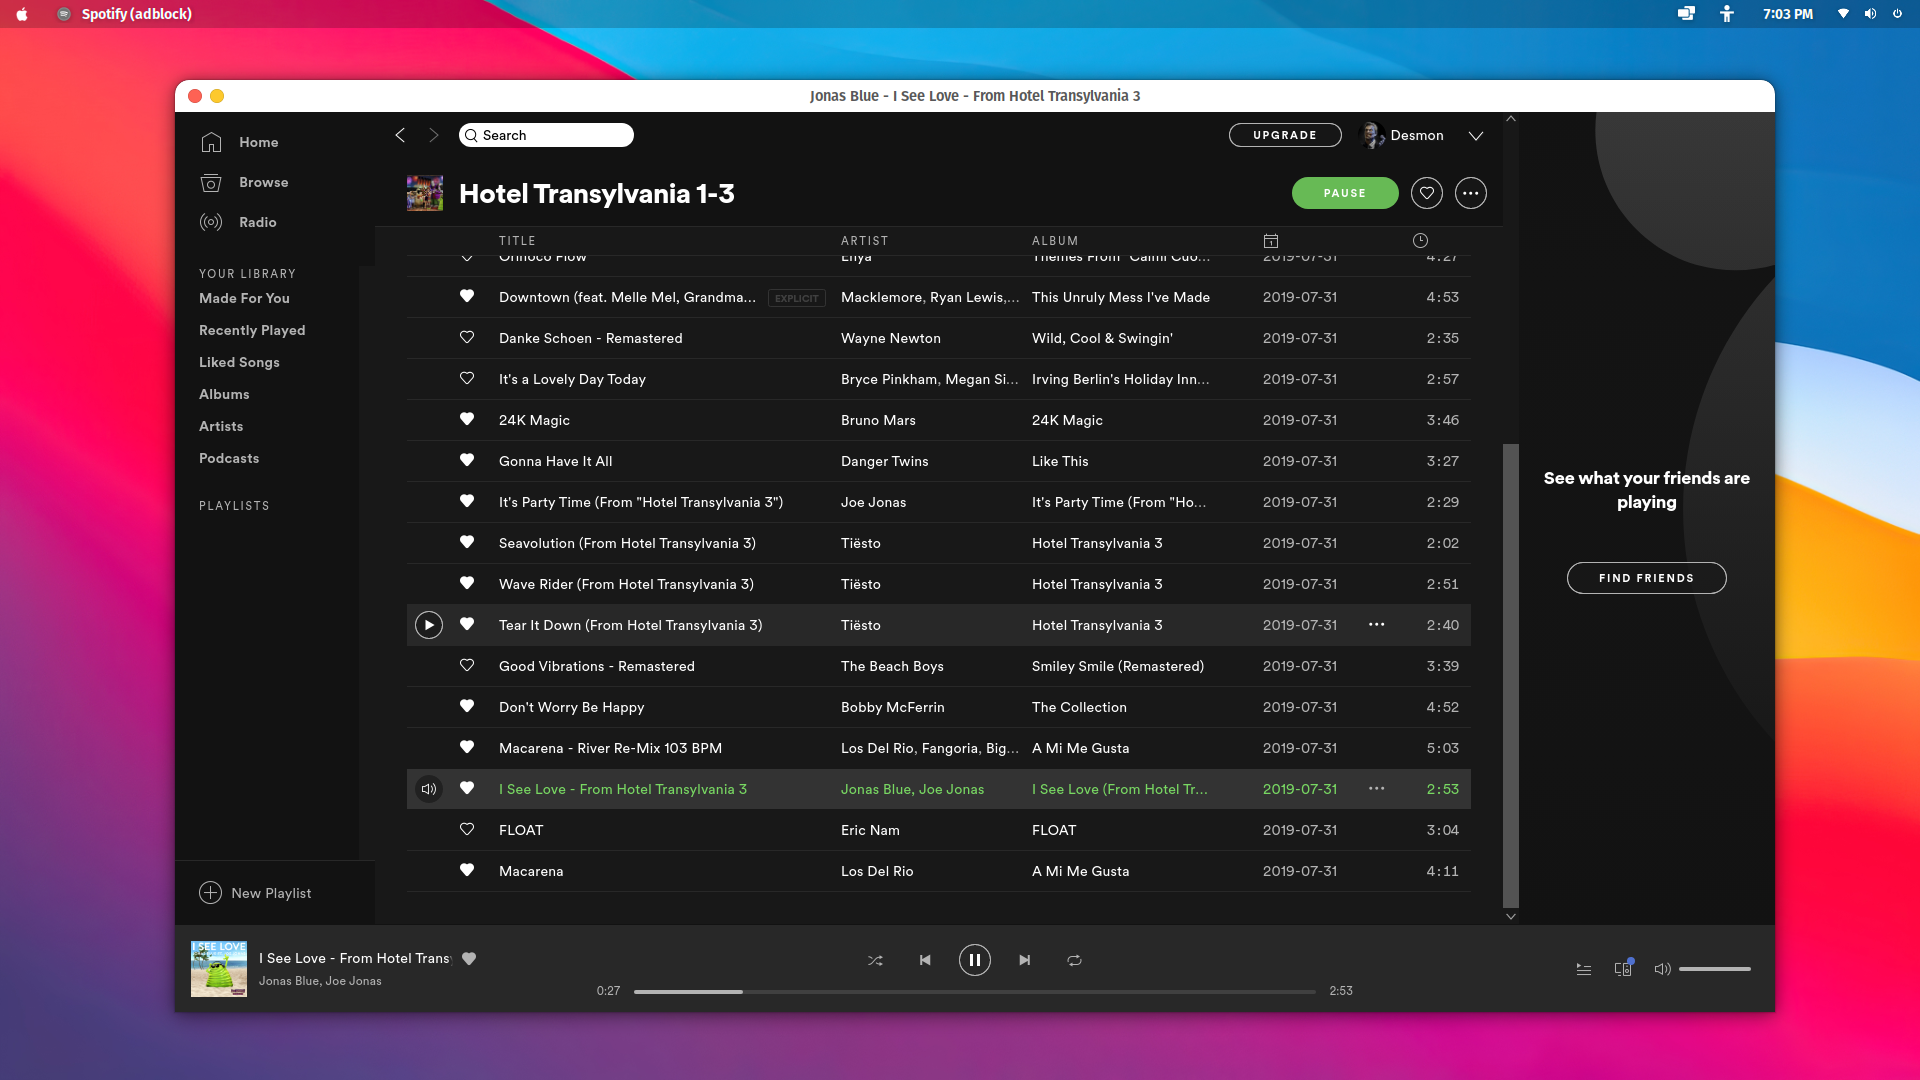 Spotify (adblock)
7:03 PM
Jonas Blue - I See Love - From Hotel Transylvania 3
Home
Browse
Radio
YOUR LIBRARY
Made For You
Recently Played
Liked Songs
Albums
Artists
Podcasts
PLAYLISTS
New Playlist
Search
UPGRADE
Desmon
Hotel Transylvania 1-3
PAUSE
TITLE ARTIST ALBUM
Orinoco Flow Enya Themes From "Calmi Cuo... 2019-07-31 4:27
Downtown (feat. Melle Mel, Grandma... EXPLICIT Macklemore, Ryan Lewis,... This Unruly Mess I've Made 2019-07-31 4:53
Danke Schoen - Remastered Wayne Newton Wild, Cool & Swingin' 2019-07-31 2:35
It's a Lovely Day Today Bryce Pinkham, Megan Si... Irving Berlin's Holiday Inn... 2019-07-31 2:57
24K Magic Bruno Mars 24K Magic 2019-07-31 3:46
Gonna Have It All Danger Twins Like This 2019-07-31 3:27
It's Party Time (From "Hotel Transylvania 3") Joe Jonas It's Party Time (From "Ho... 2019-07-31 2:29
Seavolution (From Hotel Transylvania 3) Tiësto Hotel Transylvania 3 2019-07-31 2:02
Wave Rider (From Hotel Transylvania 3) Tiësto Hotel Transylvania 3 2019-07-31 2:51
Tear It Down (From Hotel Transylvania 3) Tiësto Hotel Transylvania 3 2019-07-31 2:40
Good Vibrations - Remastered The Beach Boys Smiley Smile (Remastered) 2019-07-31 3:39
Don't Worry Be Happy Bobby McFerrin The Collection 2019-07-31 4:52
Macarena - River Re-Mix 103 BPM Los Del Rio, Fangoria, Big... A Mi Me Gusta 2019-07-31 5:03
I See Love - From Hotel Transylvania 3 Jonas Blue, Joe Jonas I See Love (From Hotel Tr... 2019-07-31 2:53
FLOAT Eric Nam FLOAT 2019-07-31 3:04
Macarena Los Del Rio A Mi Me Gusta 2019-07-31 4:11
See what your friends are
playing
FIND FRIENDS
I SEE LOVE
I See Love - From Hotel Trans
Jonas Blue, Joe Jonas
0:27
2:53